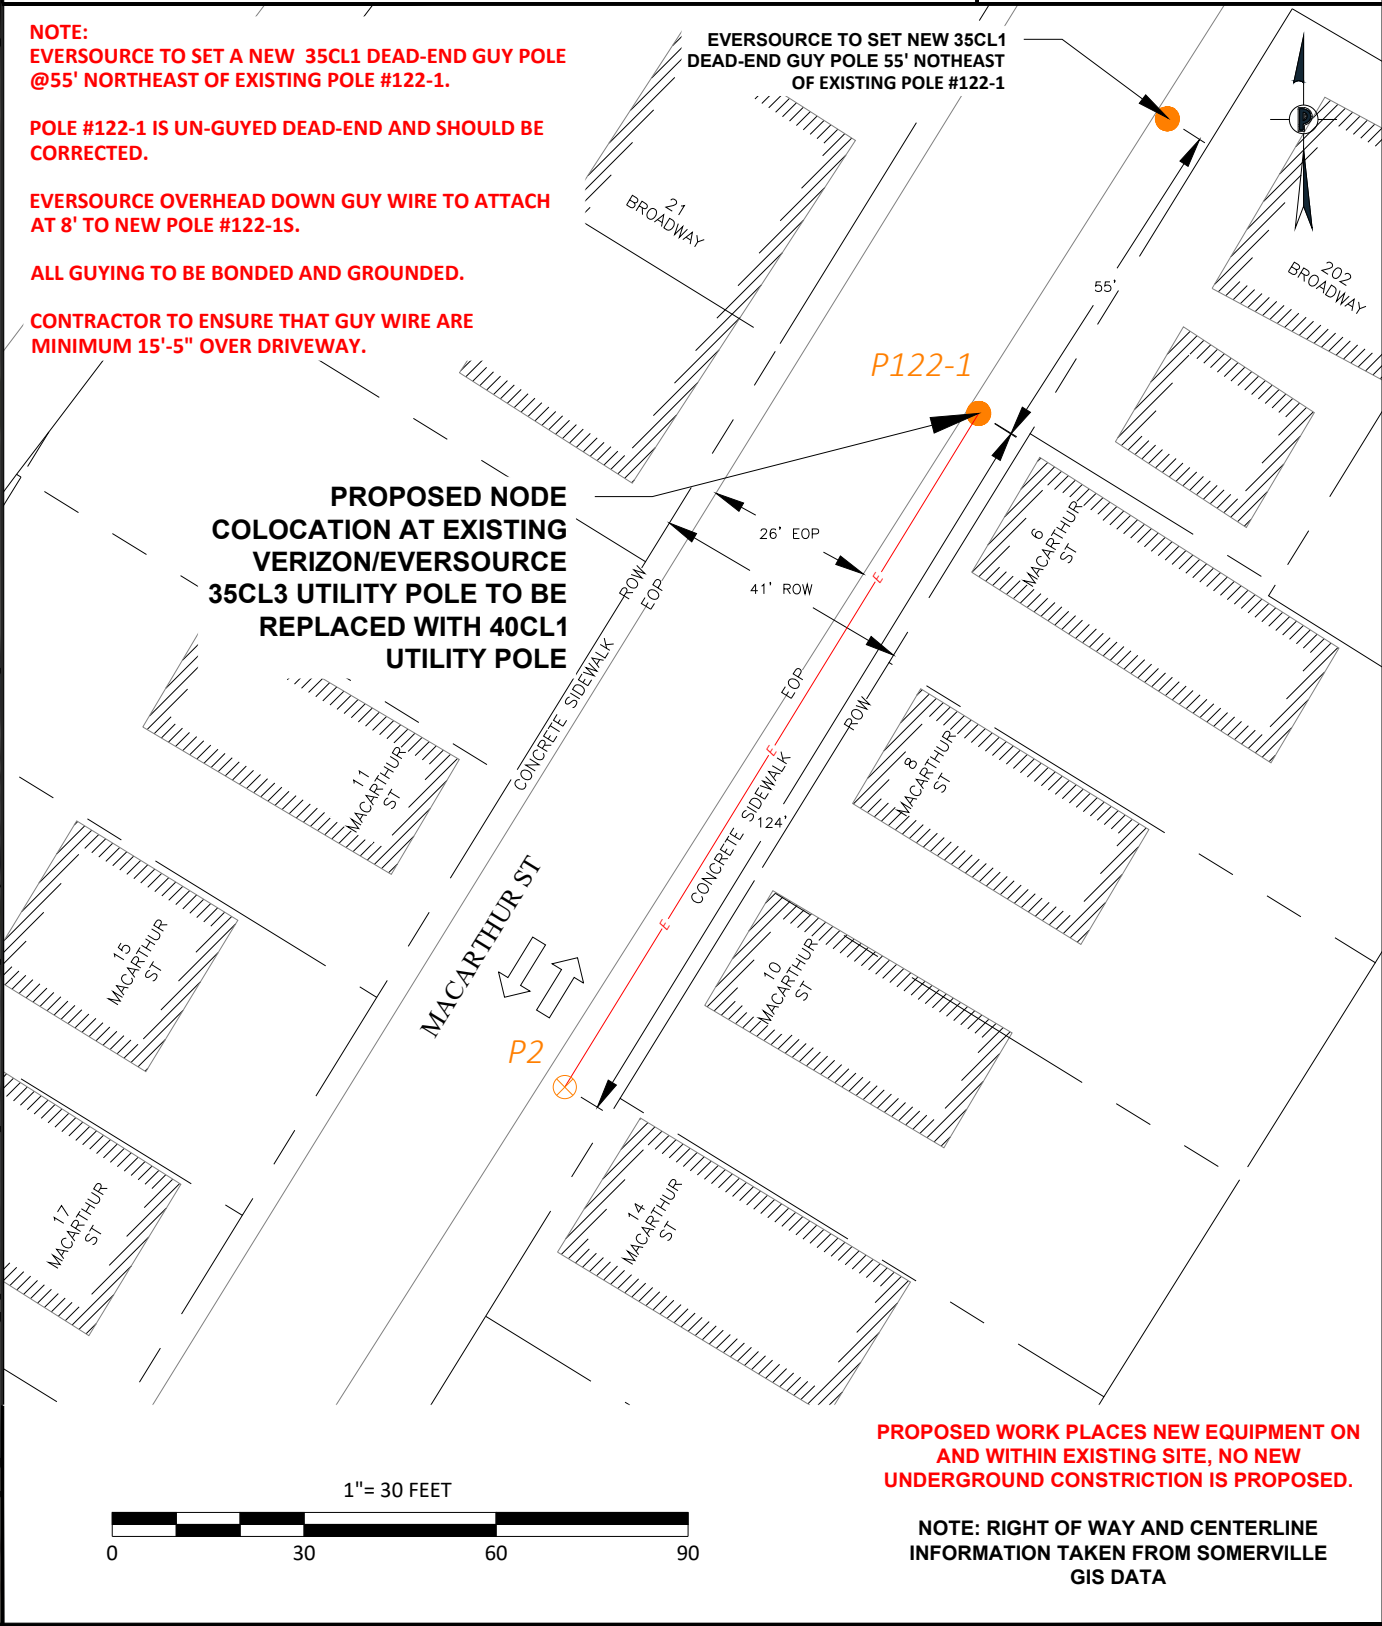 NOTE:
EVERSOURCE TO SET A NEW 35CL1 DEAD-END GUY POLE
@55' NORTHEAST OF EXISTING POLE #122-1.
POLE #122-1 IS UN-GUYED DEAD-END AND SHOULD BE
CORRECTED.
EVERSOURCE OVERHEAD DOWN GUY WIRE TO ATTACH
AT 8' TO NEW POLE #122-1S.
ALL GUYING TO BE BONDED AND GROUNDED.
CONTRACTOR TO ENSURE THAT GUY WIRE ARE
MINIMUM 15'-5" OVER DRIVEWAY.
EVERSOURCE TO SET NEW 35CL1
DEAD-END GUY POLE 55' NOTHEAST
OF EXISTING POLE #122-1
P
21
BROADWAY
202
BROADWAY
55'
P122-1
PROPOSED NODE
COLOCATION AT EXISTING
VERIZON/EVERSOURCE
35CL3 UTILITY POLE TO BE
REPLACED WITH 40CL1
UTILITY POLE
26' EOP
41' ROW
ROW
EOP
CONCRETE SIDEWALK
E
6
MACARTHUR
ST
EOP
ROW
E
CONCRETE SIDEWALK
124'
8
MACARTHUR
ST
11
MACARTHUR
ST
MACARTHUR ST
E
10
MACARTHUR
ST
15
MACARTHUR
ST
P2
14
MACARTHUR
ST
17
MACARTHUR
ST
PROPOSED WORK PLACES NEW EQUIPMENT ON
AND WITHIN EXISTING SITE, NO NEW
UNDERGROUND CONSTRICTION IS PROPOSED.
1"= 30 FEET
0 30 60 90
NOTE: RIGHT OF WAY AND CENTERLINE
INFORMATION TAKEN FROM SOMERVILLE
GIS DATA